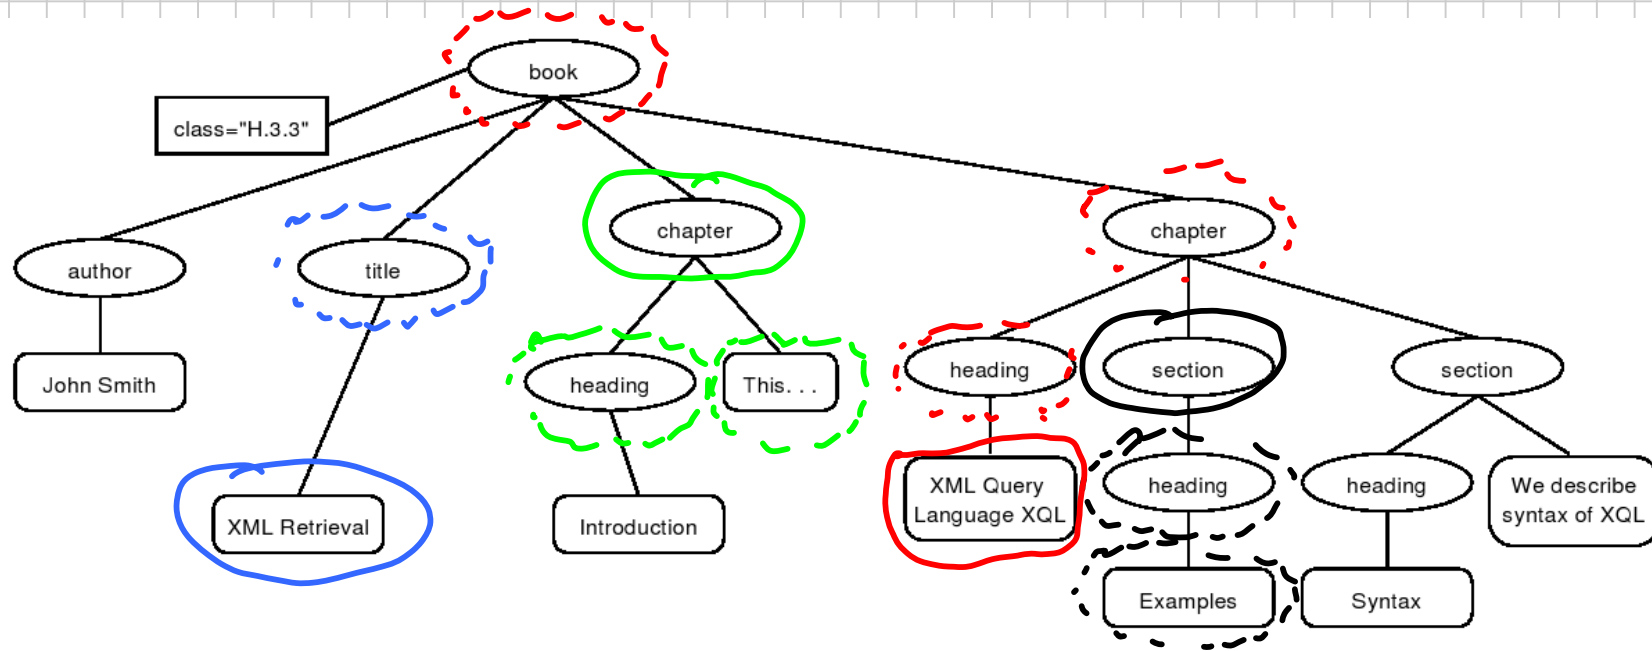 book
class="H.3.3"
author
title
chapter
chapter
John Smith
heading
This. . .
heading
section
section
XML Retrieval
Introduction
XML Query
Language XQL
heading
heading
We describe
syntax of XQL
Examples
Syntax